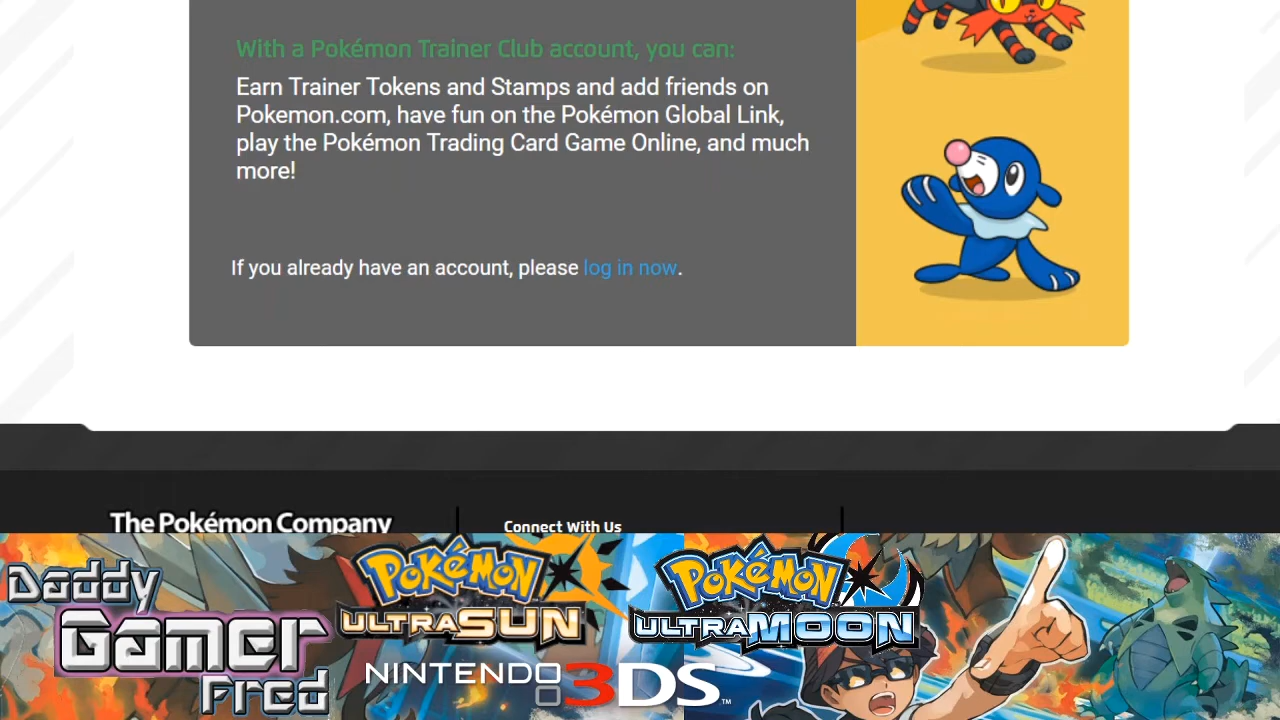 With a Pokémon Trainer Club account, you can:
Earn Trainer Tokens and Stamps and add friends on
Pokemon.com, have fun on the Pokémon Global Link,
play the Pokémon Trading Card Game Online, and much
more!
If you already have an account, please log in now.
The Pokémon Company
Connect With Us
Daddy
Gamer
Fred
POKéMON
ULTRA SUN
POKéMON
ULTRA MOON
NINTENDO 3DS™